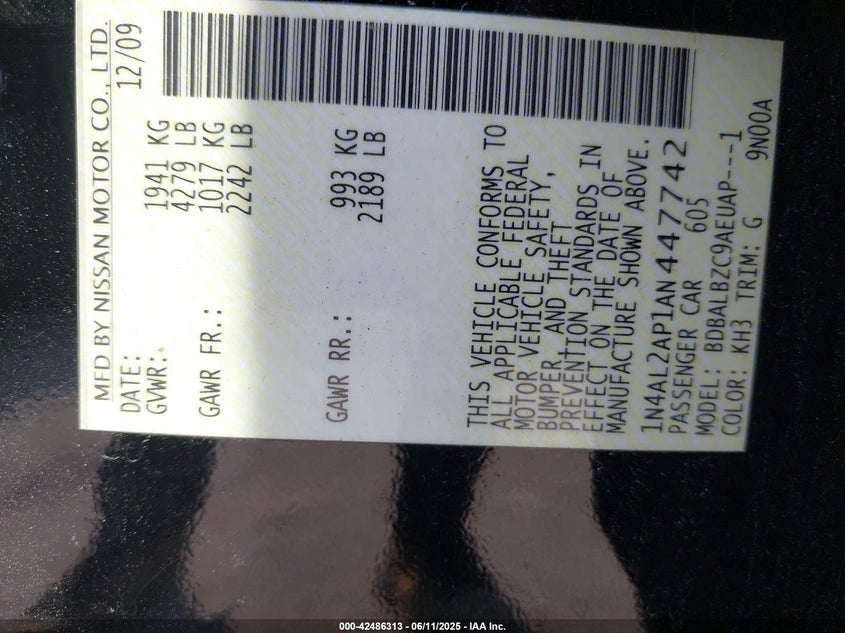 MFD BY NISSAN MOTOR CO., LTD.
DATE: 12/09
GVWR: 1941 KG
4279 LB
GAWR FR.: 1017 KG
2242 LB
GAWR RR.: 993 KG
2189 LB
THIS VEHICLE CONFORMS TO
ALL APPLICABLE FEDERAL
MOTOR VEHICLE SAFETY,
BUMPER, AND THEFT
PREVENTION STANDARDS IN
EFFECT ON THE DATE OF
MANUFACTURE SHOWN ABOVE.
1N4AL2AP1AN447742
PASSENGER CAR 605
MODEL: BDBALBZC9AEUAP---1
COLOR: KH3 TRIM: G 9N00A
000-42486313 - 06/11/2025 - IAA Inc.